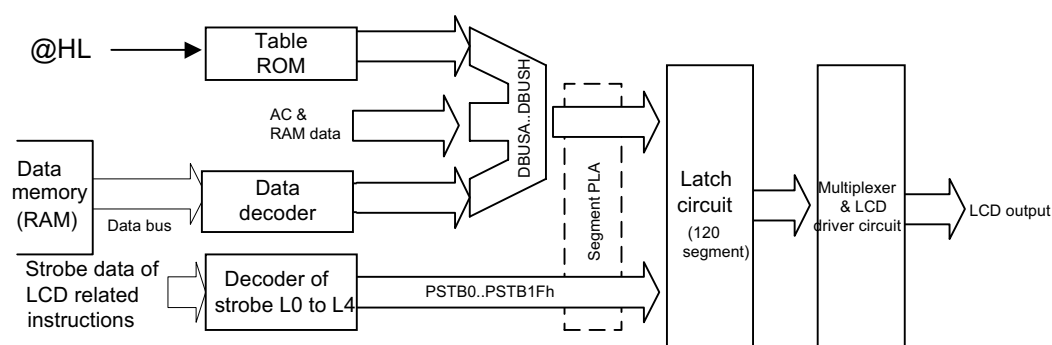 @HL
Table
ROM
AC &
RAM data
DBUSA..DBUSH
Data
memory
(RAM)
Data bus
Data
decoder
Segment PLA
Latch
circuit
(120
segment)
Multiplexer
& LCD
driver circuit
LCD output
Strobe data of
LCD related
instructions
Decoder of
strobe L0 to L4
PSTB0..PSTB1Fh